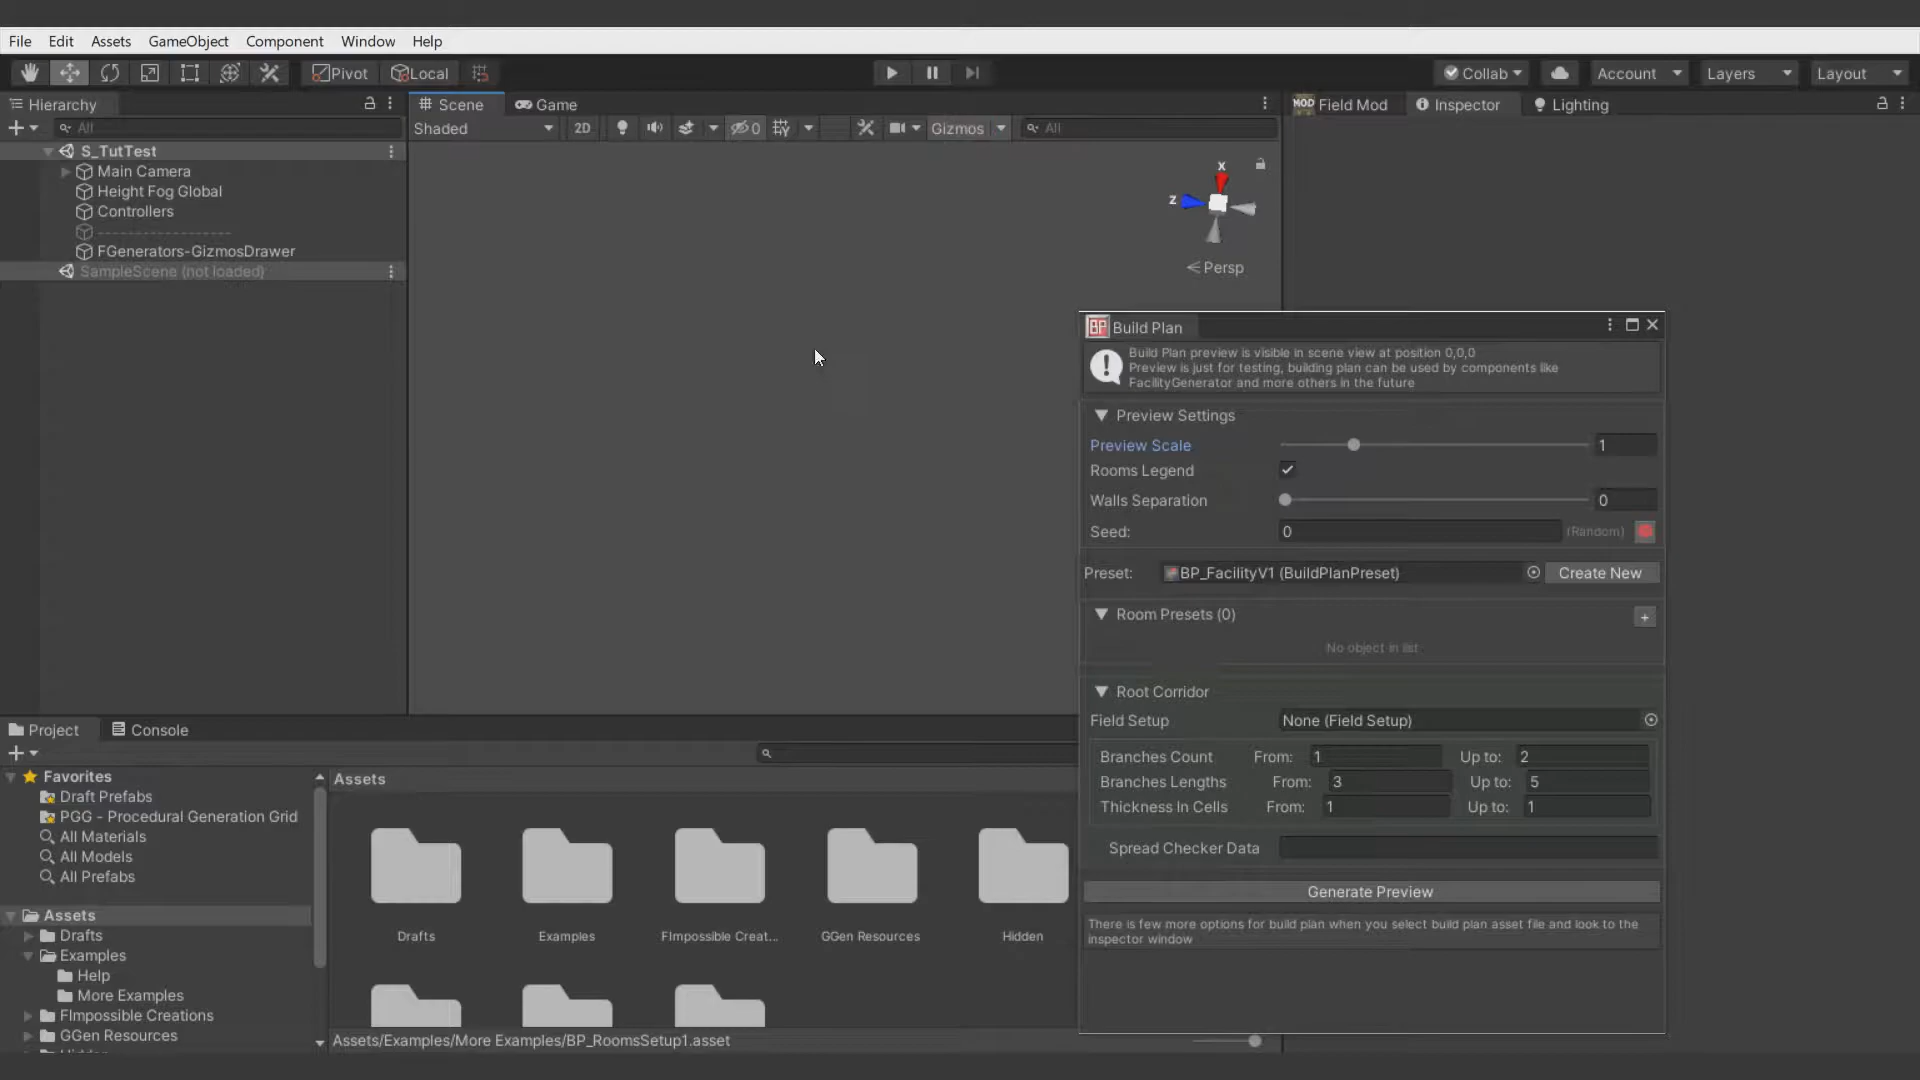 File Edit Assets GameObject Component Window Help
Pivot Local Collab Account Layers Layout
Hierarchy
All
S_TutTest
Main Camera
Height Fog Global
Controllers
-------------------
FGenerators-GizmosDrawer
SampleScene (not loaded)
Scene Game
Shaded 2D 0 Gizmos All
x
z
Persp
MOD Field Mod Inspector Lighting
BP Build Plan
Build Plan preview is visible in scene view at position 0,0,0
Preview is just for testing, building plan can be used by components like
FacilityGenerator and more others in the future
Preview Settings
Preview Scale 1
Rooms Legend
Walls Separation 0
Seed: 0 (Random)
Preset: BP_FacilityV1 (BuildPlanPreset) Create New
Room Presets (0) +
No object in list
Root Corridor
Field Setup None (Field Setup)
Branches Count From: 1 Up to: 2
Branches Lengths From: 3 Up to: 5
Thickness In Cells From: 1 Up to: 1
Spread Checker Data
Generate Preview
There is few more options for build plan when you select build plan asset file and look to the
inspector window
Project Console
Favorites
Draft Prefabs
PGG - Procedural Generation Grid
All Materials
All Models
All Prefabs
Assets
Drafts
Examples
Help
More Examples
FImpossible Creations
GGen Resources
Hidden
Assets
Drafts
Examples
FImpossible Creat...
GGen Resources
Hidden
Assets/Examples/More Examples/BP_RoomsSetup1.asset